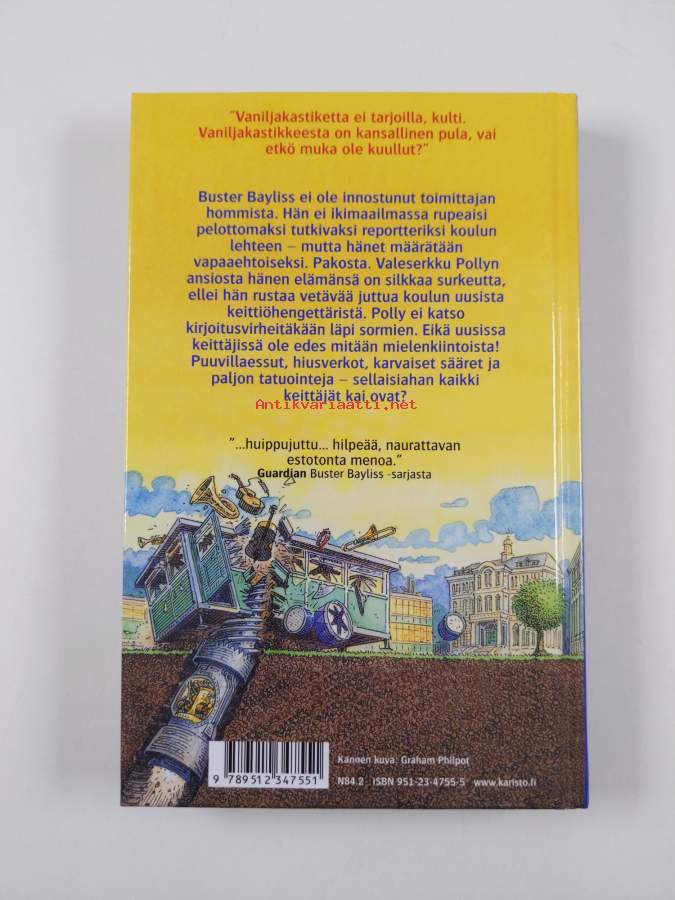 ”Vaniljakastiketta ei tarjoilla, kulti.
Vaniljakastikkeesta on kansallinen pula, vai
etkö muka ole kuullut?”
Buster Bayliss ei ole innostunut toimittajan
hommista. Hän ei ikimaailmassa rupeaisi
pelottomaksi tutkivaksi reportteriksi koulun
lehteen – mutta hänet määrätään
vapaaehtoiseksi. Pakosta. Valeserkku Pollyn
ansiosta hänen elämänsä on silkkaa surkeutta,
ellei hän rustaa vetävää juttua koulun uusista
keittiöhengettäristä. Polly ei katso
kirjoitusvirheitäkään läpi sormien. Eikä uusissa
keittäjissä ole edes mitään mielenkiintoista!
Puuvillaessut, hiusverkot, karvaiset sääret ja
paljon tatuointeja – sellaisiahan kaikki
keittäjät kai ovat?
Antikvariaatti.net
”...huippujuttu... hilpeää, naurattavan
estotonta menoa.”
Guardian Buster Bayliss -sarjasta
Kannen kuva: Graham Philpot
9 789512 347551
N84.2 ISBN 951-23-4755-5 www.karisto.fi